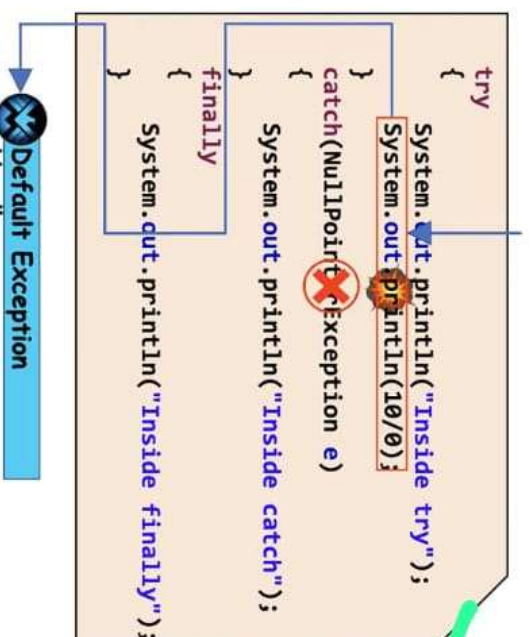 try
{
System.out.println("Inside try");
System.out.println(10/0);
}
catch(NullPointerException e)
{
System.out.println("Inside catch");
}
finally
{
System.out.println("Inside finally");
}
Default Exception